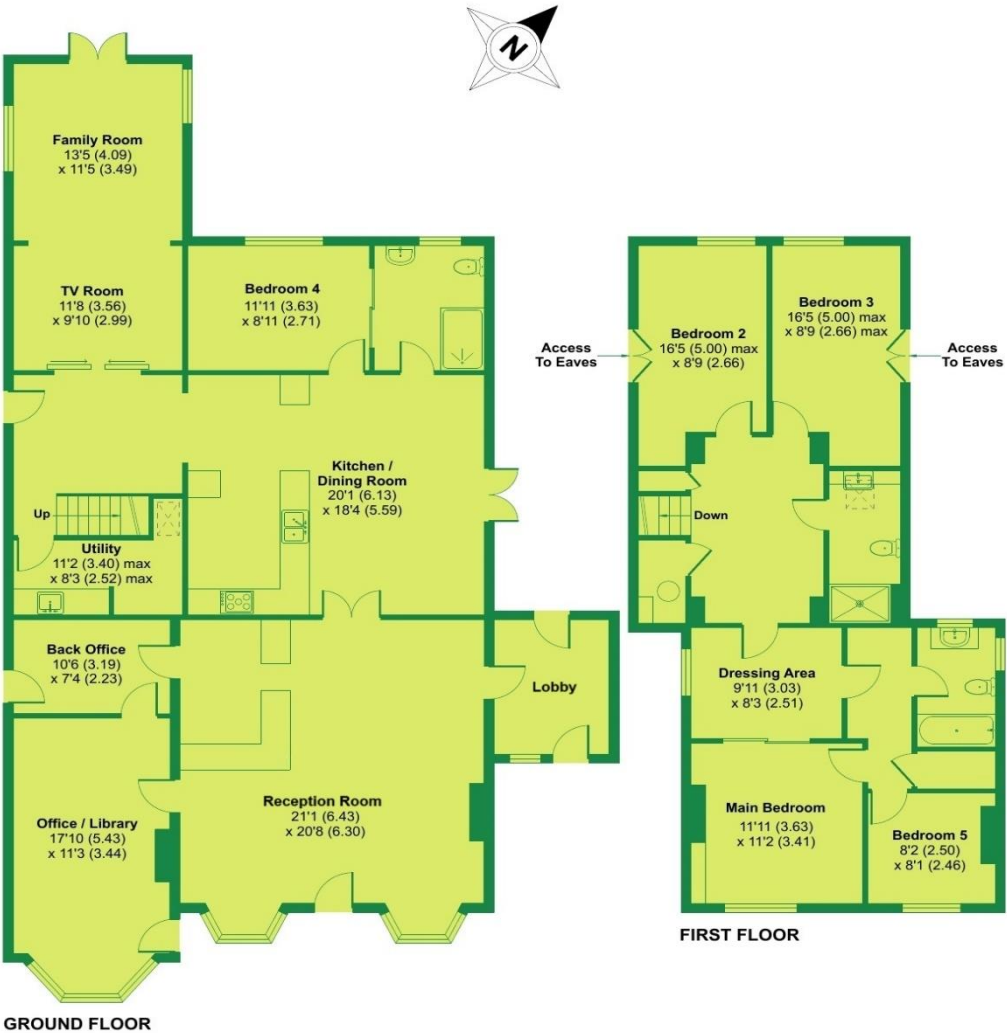 N
Family Room
13'5 (4.09)
x 11'5 (3.49)
TV Room
11'8 (3.56)
x 9'10 (2.99)
Bedroom 4
11'11 (3.63)
x 8'11 (2.71)
Kitchen /
Dining Room
20'1 (6.13)
x 18'4 (5.59)
Up
Utility
11'2 (3.40) max
x 8'3 (2.52) max
Back Office
10'6 (3.19)
x 7'4 (2.23)
Lobby
Office / Library
17'10 (5.43)
x 11'3 (3.44)
Reception Room
21'1 (6.43)
x 20'8 (6.30)
GROUND FLOOR
Access
To Eaves
Bedroom 2
16'5 (5.00) max
x 8'9 (2.66)
Bedroom 3
16'5 (5.00) max
x 8'9 (2.66) max
Access
To Eaves
Down
Dressing Area
9'11 (3.03)
x 8'3 (2.51)
Main Bedroom
11'11 (3.63)
x 11'2 (3.41)
Bedroom 5
8'2 (2.50)
x 8'1 (2.46)
FIRST FLOOR